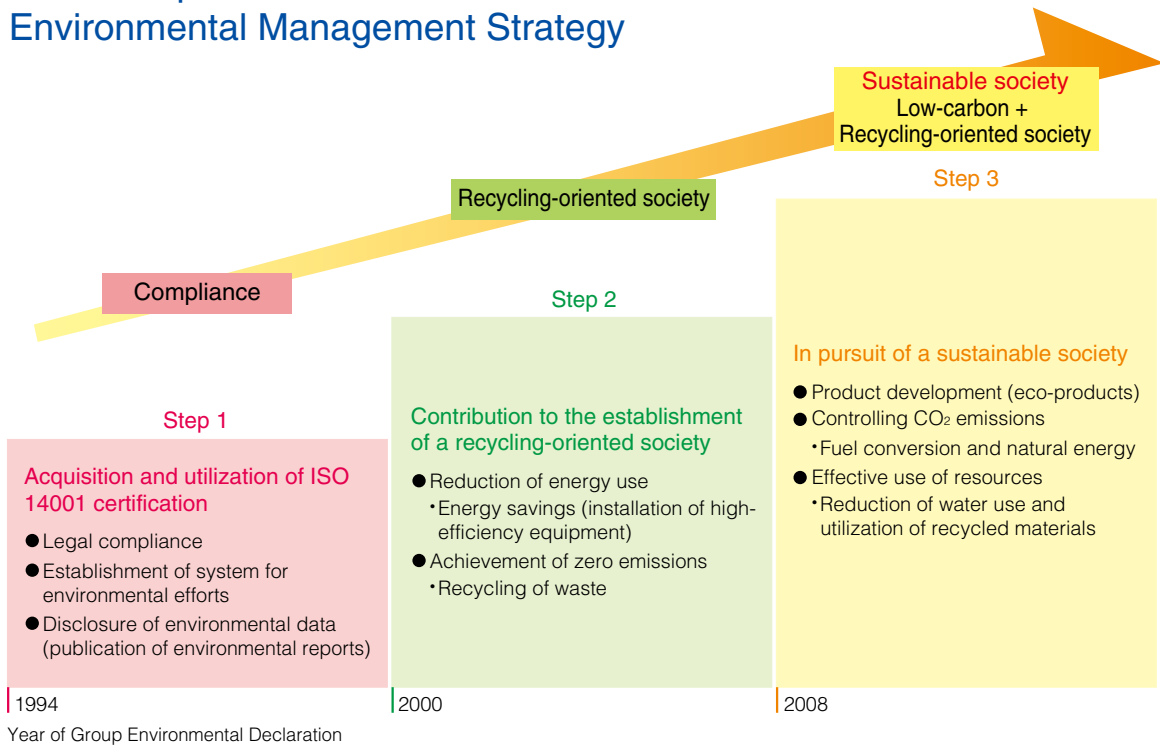 Environmental Management Strategy
Sustainable society
Low-carbon +
Recycling-oriented society
Recycling-oriented society
Compliance
Step 1
Acquisition and utilization of ISO
14001 certification
● Legal compliance
● Establishment of system for
environmental efforts
● Disclosure of environmental data
(publication of environmental reports)
Step 2
Contribution to the establishment
of a recycling-oriented society
● Reduction of energy use
・Energy savings (installation of high-
efficiency equipment)
● Achievement of zero emissions
・Recycling of waste
Step 3
In pursuit of a sustainable society
● Product development (eco-products)
● Controlling CO₂ emissions
・Fuel conversion and natural energy
● Effective use of resources
・Reduction of water use and
utilization of recycled materials
1994
2000
2008
Year of Group Environmental Declaration